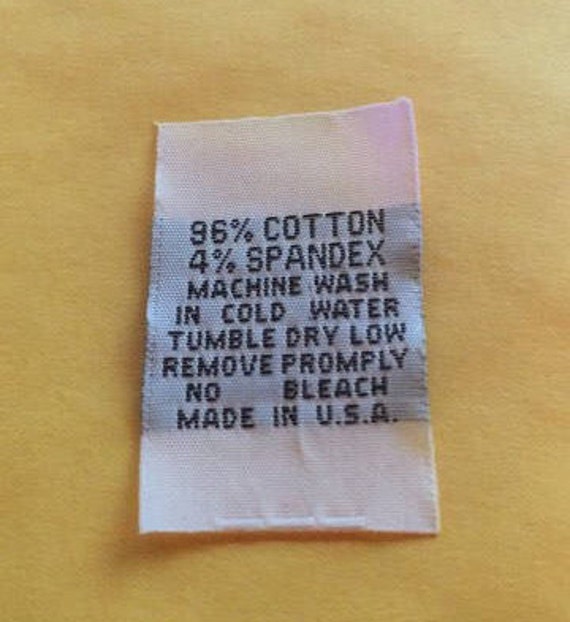 96% COTTON
4% SPANDEX
MACHINE WASH
IN COLD WATER
TUMBLE DRY LOW
REMOVE PROMPLY
NO BLEACH
MADE IN U.S.A.